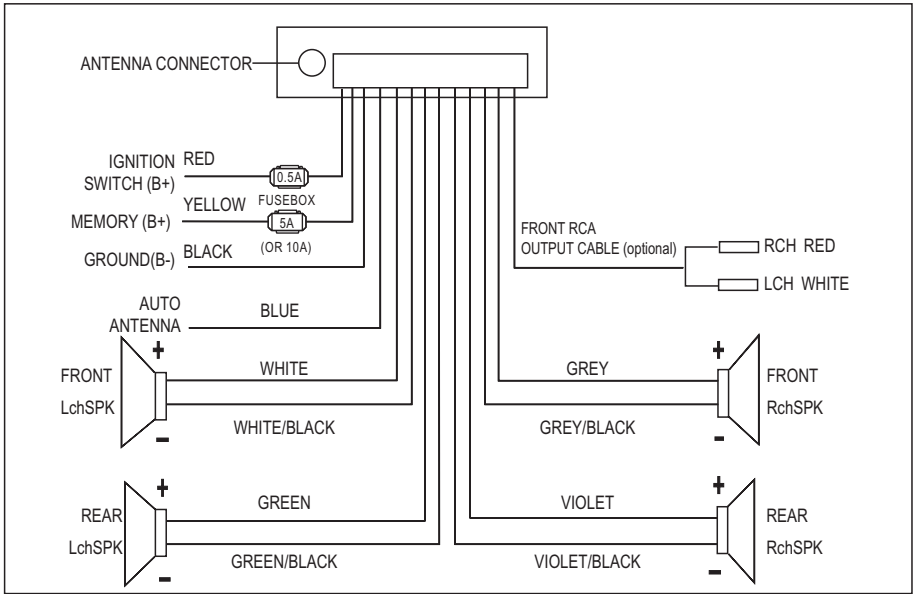 ANTENNA CONNECTOR
IGNITION
SWITCH (B+)
RED
0.5A
FUSEBOX
MEMORY (B+)
YELLOW
5A
(OR 10A)
GROUND(B-)
BLACK
AUTO
ANTENNA
BLUE
FRONT RCA
OUTPUT CABLE (optional)
RCH RED
LCH WHITE
+
FRONT
LchSPK
-
WHITE
WHITE/BLACK
GREY
GREY/BLACK
+
FRONT
RchSPK
-
+
REAR
LchSPK
-
GREEN
GREEN/BLACK
VIOLET
VIOLET/BLACK
+
REAR
RchSPK
-